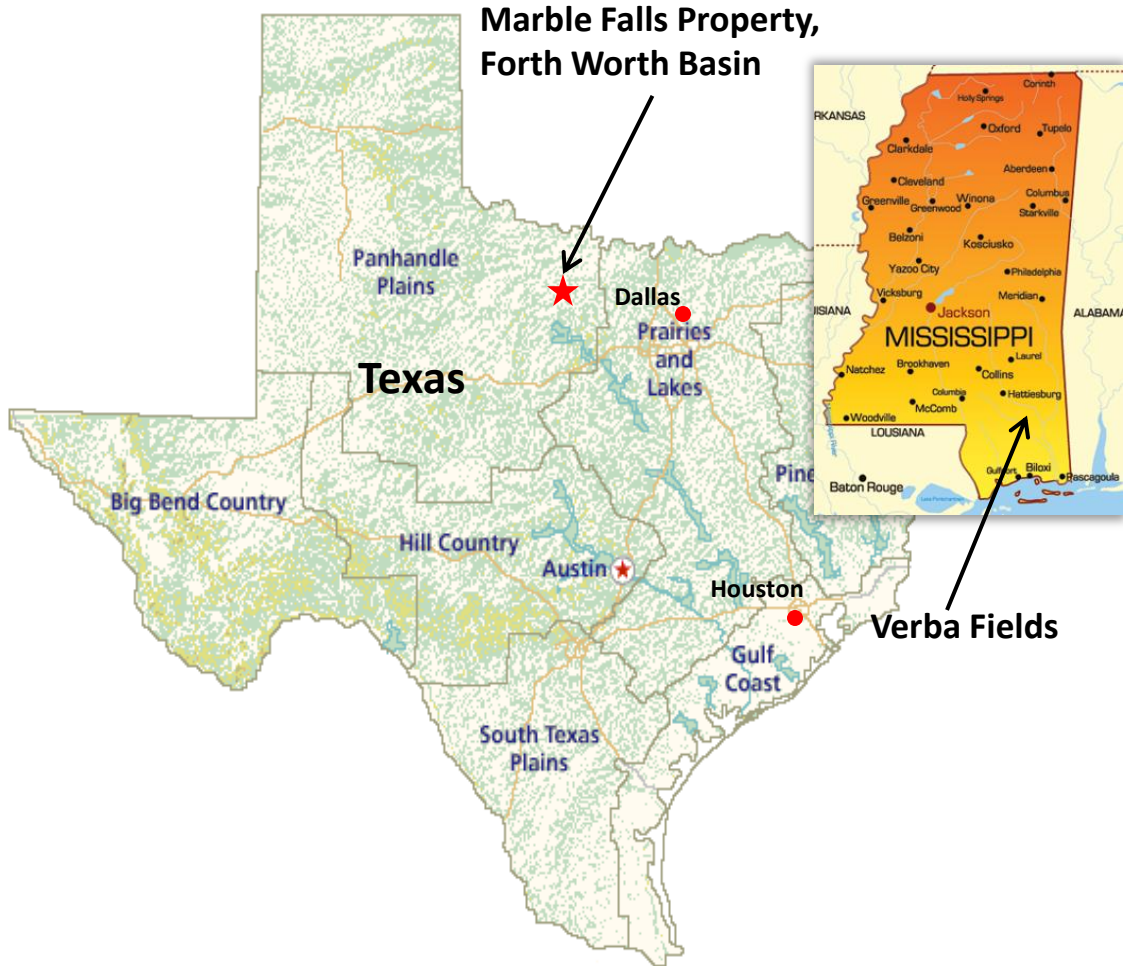 Marble Falls Property,
Forth Worth Basin
Panhandle
Plains
Dallas
Prairies
and
Lakes
Texas
Big Bend Country
Hill Country
Austin
Pine
Houston
Gulf
Coast
South Texas
Plains
Verba Fields
Corinth
Holly Springs
RKANSAS
Oxford
Tupelo
Clarkdale
Aberdeen
Cleveland
Columbus
Greenville
Greenwood
Winona
Starkville
Belzoni
Kosciusko
Yazoo City
Philadelphia
Vicksburg
Meridian
ISIANA
Jackson
ALABAMA
MISSISSIPPI
Laurel
Brookhaven
Natchez
Collins
Columbia
Hattiesburg
McComb
Woodville
LOUSIANA
Biloxi
Pascagoula
Baton Rouge